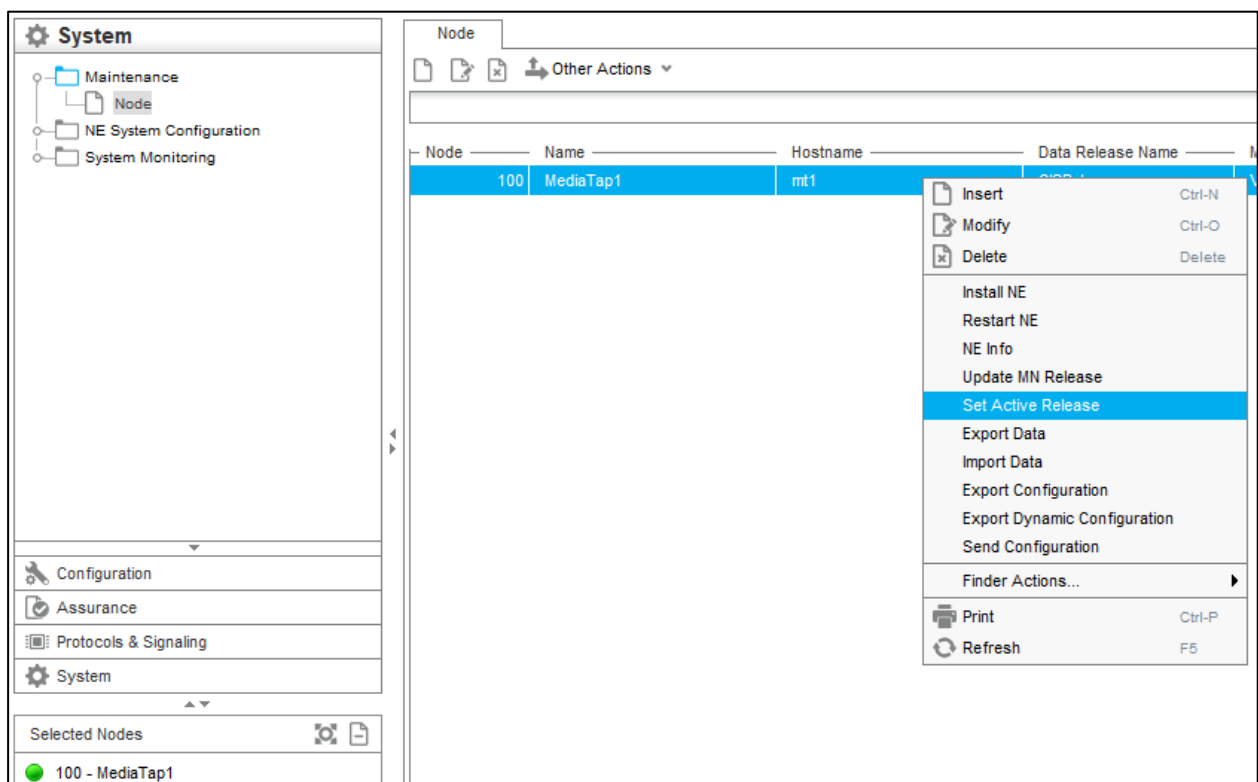 System
Maintenance
Node
NE System Configuration
System Monitoring
Configuration
Assurance
Protocols & Signaling
System
Selected Nodes
100 - MediaTap1
Node
Other Actions
Node Name Hostname Data Release Name
100 MediaTap1 mt1
Insert Ctrl-N
Modify Ctrl-O
Delete Delete
Install NE
Restart NE
NE Info
Update MN Release
Set Active Release
Export Data
Import Data
Export Configuration
Export Dynamic Configuration
Send Configuration
Finder Actions...
Print Ctrl-P
Refresh F5